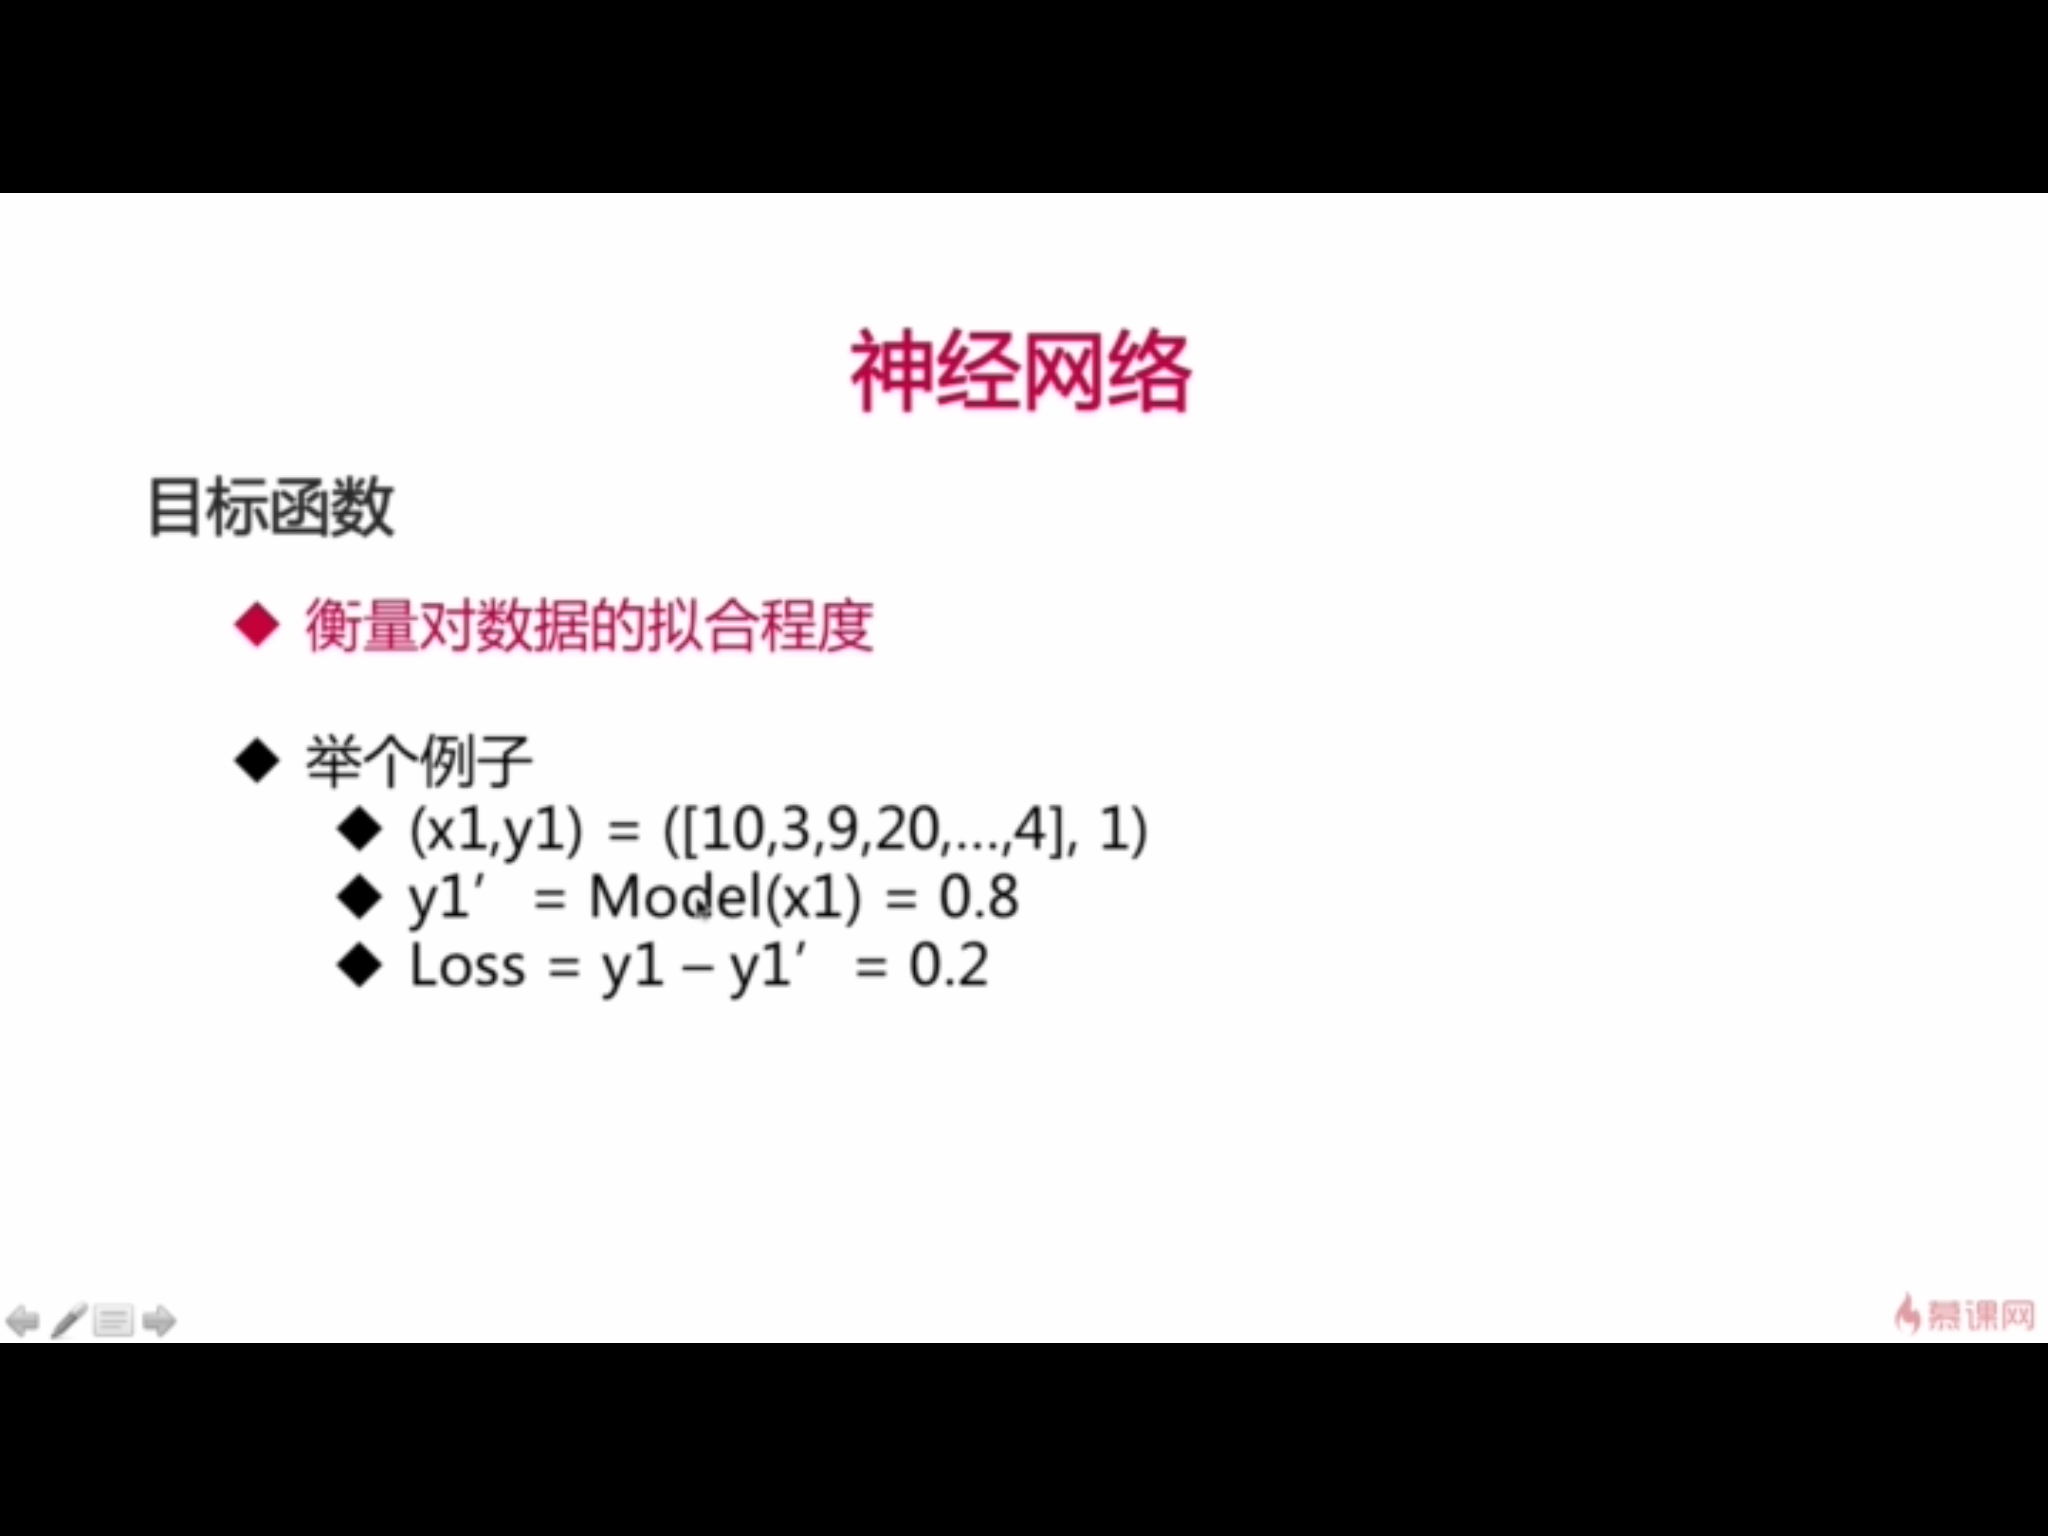 神经网络
目标函数
◆ 衡量对数据的拟合程度
◆ 举个例子
◆ (x1,y1) = ([10,3,9,20,...,4], 1)
◆ y1′ = Model(x1) = 0.8
◆ Loss = y1 – y1′ = 0.2
慕课网